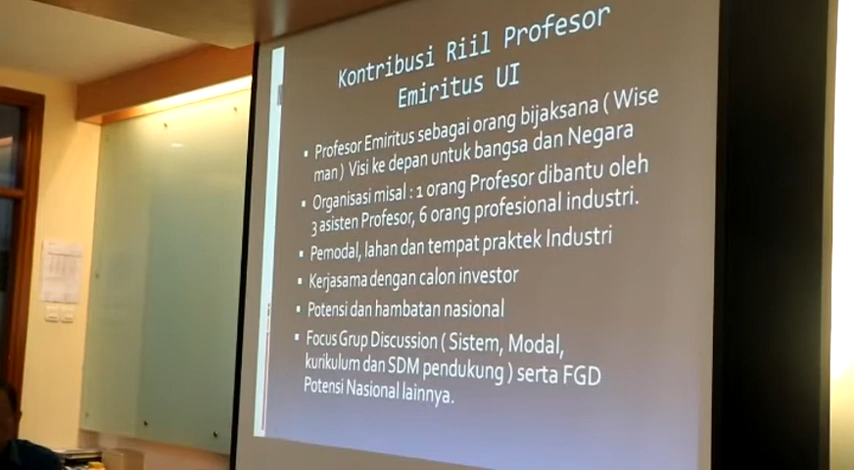 Kontribusi Riil Profesor
Emiritus UI
▪ Profesor Emiritus sebagai orang bijaksana ( Wise
man ) Visi ke depan untuk bangsa dan Negara
▪ Organisasi misal : 1 orang Profesor dibantu oleh
3 asisten Profesor, 6 orang profesional industri.
▪ Pemodal, lahan dan tempat praktek Industri
▪ Kerjasama dengan calon investor
▪ Potensi dan hambatan nasional
▪ Focus Grup Discussion ( Sistem, Modal,
kurikulum dan SDM pendukung ) serta FGD
Potensi Nasional lainnya.